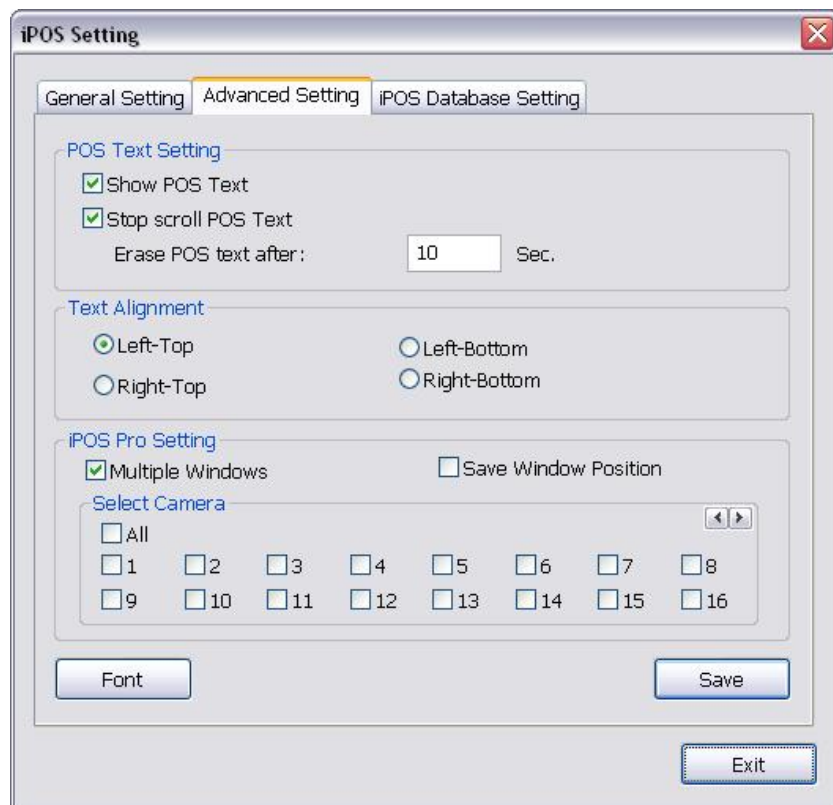 iPOS Setting
General Setting Advanced Setting iPOS Database Setting
POS Text Setting
Show POS Text
Stop scroll POS Text
Erase POS text after: 10 Sec.
Text Alignment
Left-Top Left-Bottom
Right-Top Right-Bottom
iPOS Pro Setting
Multiple Windows Save Window Position
Select Camera
All
1 2 3 4 5 6 7 8
9 10 11 12 13 14 15 16
Font Save
Exit